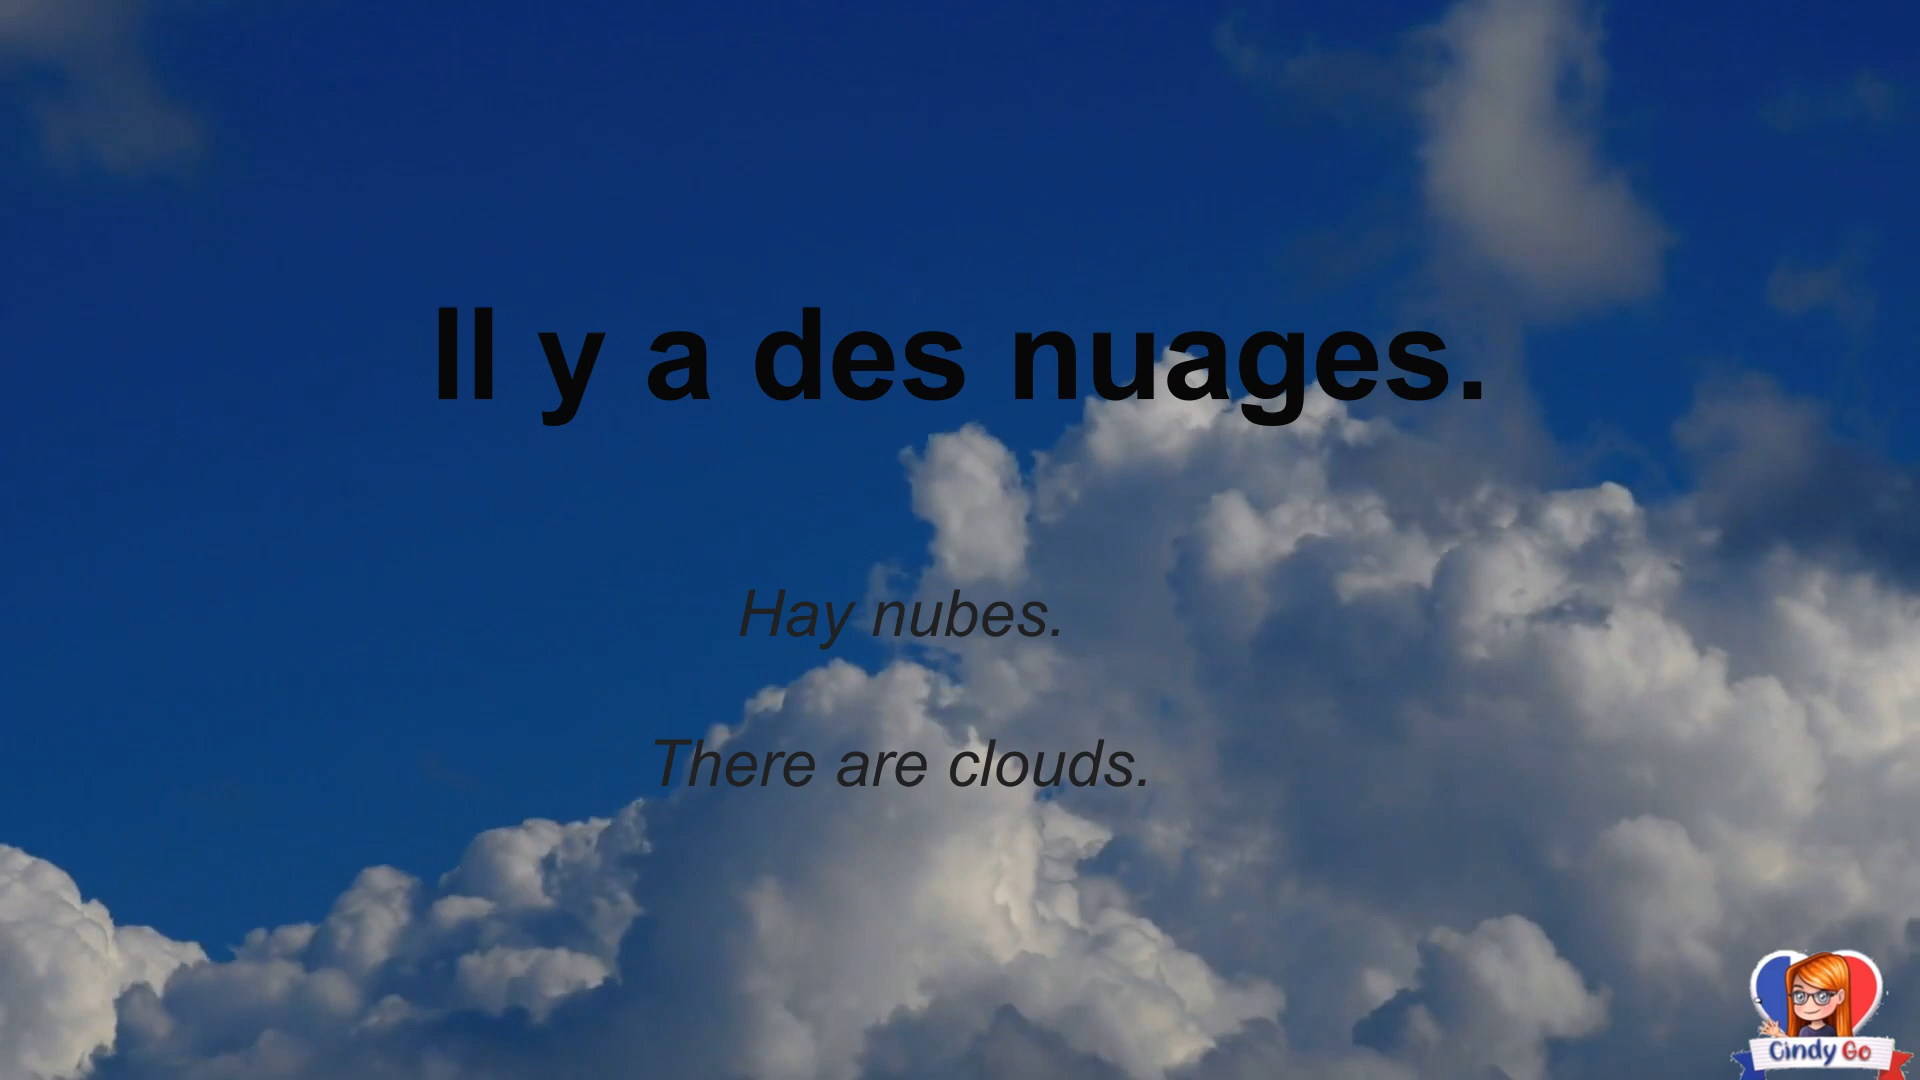 Il y a des nuages.
Hay nubes.
There are clouds.
Cindy Go